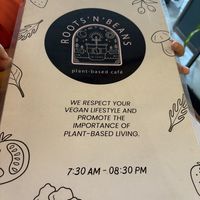 ROOTS'N'BEANS
plant-based café
WE RESPECT YOUR
VEGAN LIFESTYLE AND
PROMOTE THE
IMPORTANCE OF
PLANT-BASED LIVING.
7:30 AM - 08:30 PM